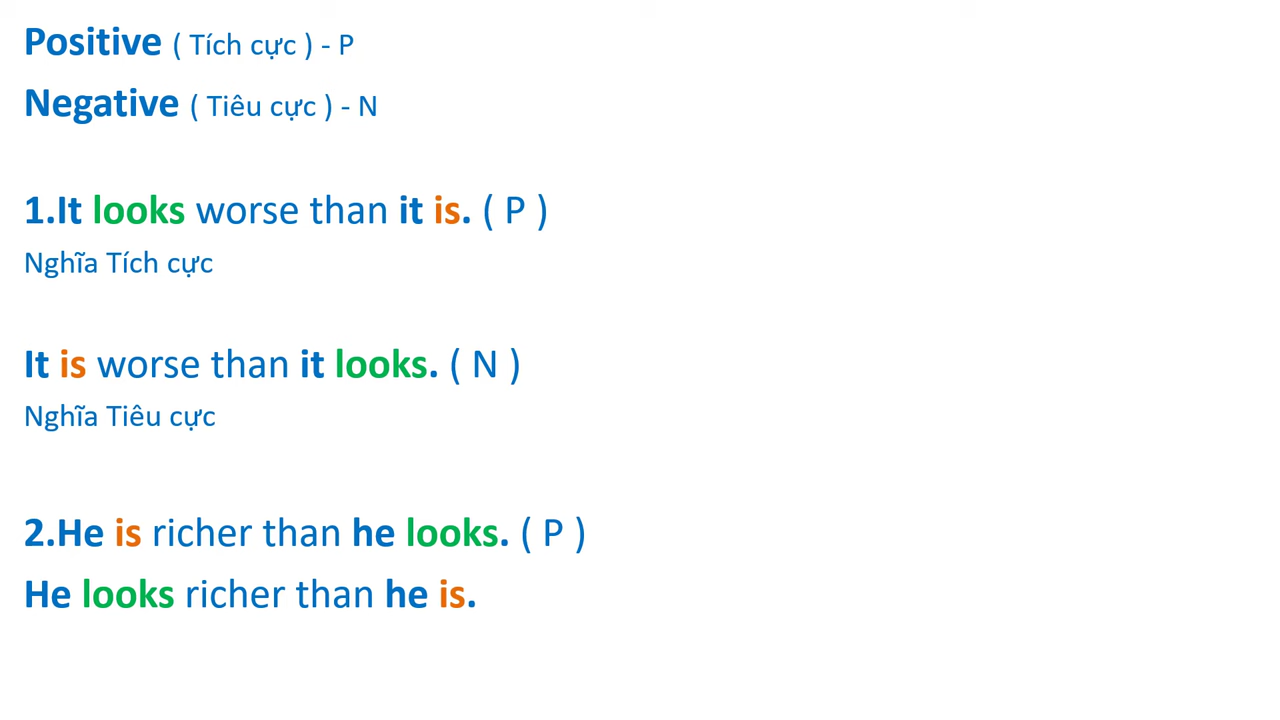 Positive ( Tích cực ) - P
Negative ( Tiêu cực ) - N
1.It looks worse than it is. ( P )
Nghĩa Tích cực
It is worse than it looks. ( N )
Nghĩa Tiêu cực
2.He is richer than he looks. ( P )
He looks richer than he is.